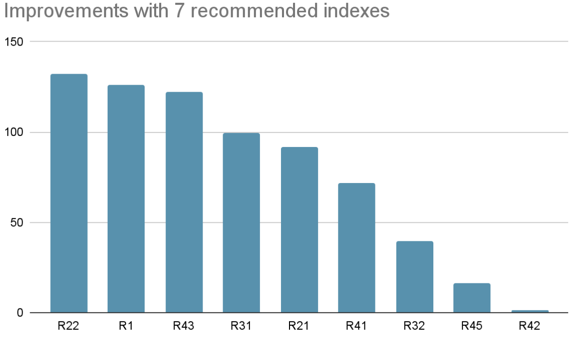 Improvements with 7 recommended indexes
150
100
50
0
R22 R1 R43 R31 R21 R41 R32 R45 R42